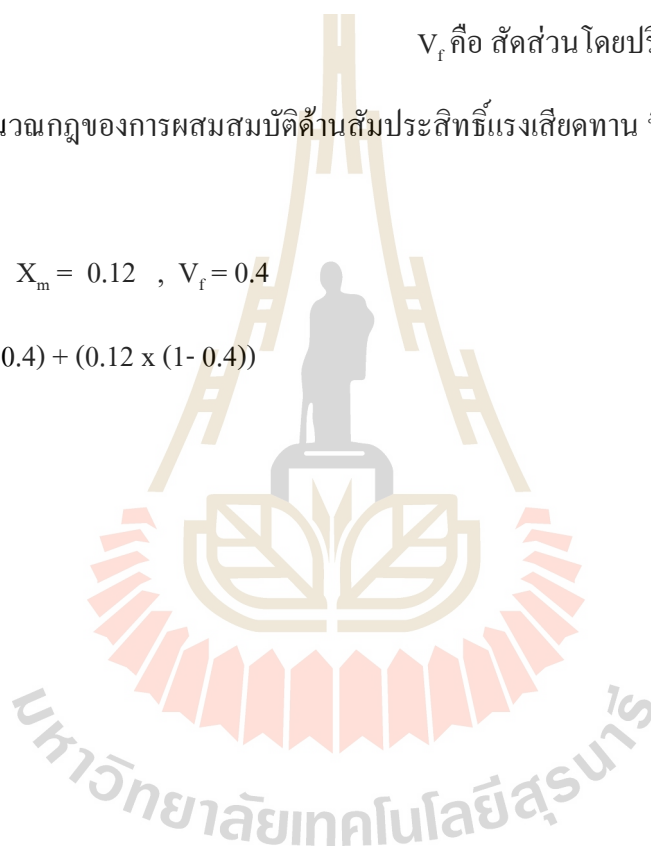 V_f คือ สัดส่วนโดยปริ
วณกฎของการผสมสมบัติด้านสัมประสิทธิ์แรงเสียดทาน
X_m = 0.12 , V_f = 0.4
0.4) + (0.12 x (1- 0.4))
มหาวิทยาลัยเทคโนโลยีสุรนารี